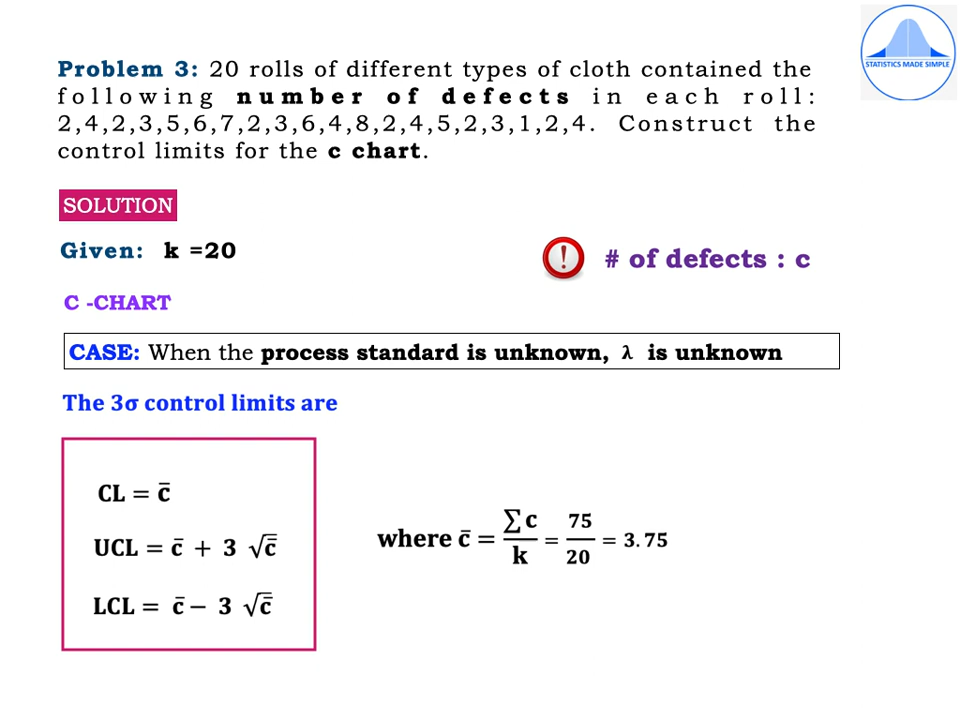 STATISTICS MADE SIMPLE
Problem 3: 20 rolls of different types of cloth contained the
following number of defects in each roll:
2,4,2,3,5,6,7,2,3,6,4,8,2,4,5,2,3,1,2,4. Construct the
control limits for the c chart.
SOLUTION
Given: k =20
! # of defects : c
C -CHART
CASE: When the process standard is unknown, λ is unknown
The 3σ control limits are
CL = c̄
UCL = c̄ + 3 √c̄
LCL = c̄ − 3 √c̄
where c̄ = ∑c/k = 75/20 = 3.75